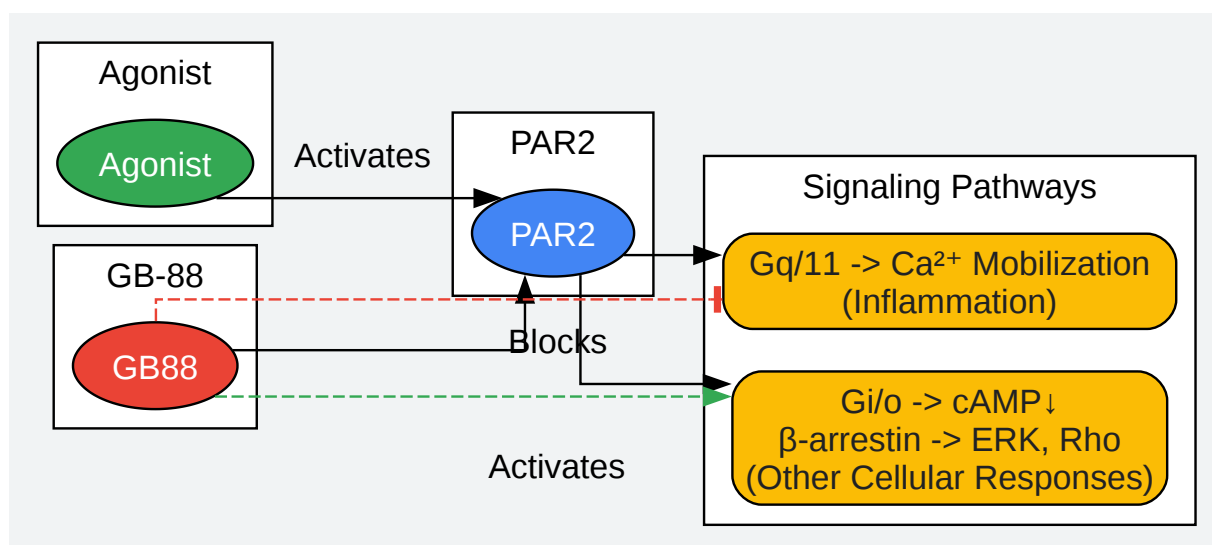 Agonist
Agonist
Activates
PAR2
PAR2
Signaling Pathways
Gq/11 -> Ca²⁺ Mobilization
(Inflammation)
GB-88
GB88
Blocks
Gi/o -> cAMP↓
β-arrestin -> ERK, Rho
(Other Cellular Responses)
Activates